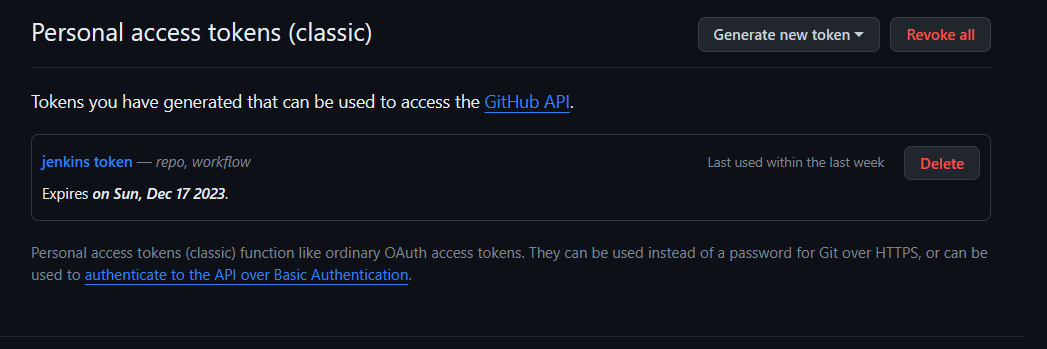 Personal access tokens (classic)
Generate new token
Revoke all
Tokens you have generated that can be used to access the GitHub API.
jenkins token — repo, workflow
Last used within the last week
Delete
Expires on Sun, Dec 17 2023.
Personal access tokens (classic) function like ordinary OAuth access tokens. They can be used instead of a password for Git over HTTPS, or can be
used to authenticate to the API over Basic Authentication.